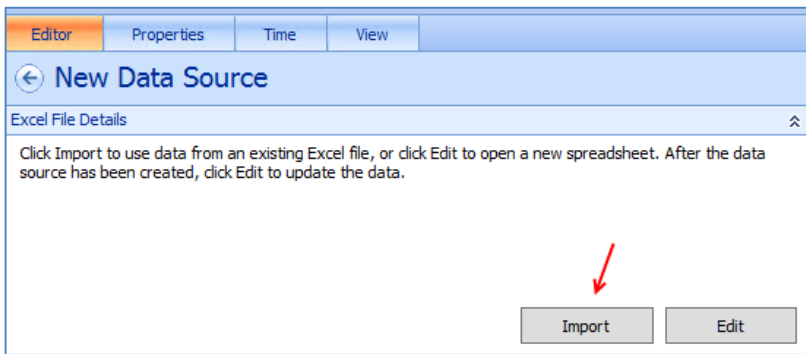 Editor Properties Time View
New Data Source
Excel File Details
Click Import to use data from an existing Excel file, or click Edit to open a new spreadsheet. After the data
source has been created, click Edit to update the data.
Import Edit